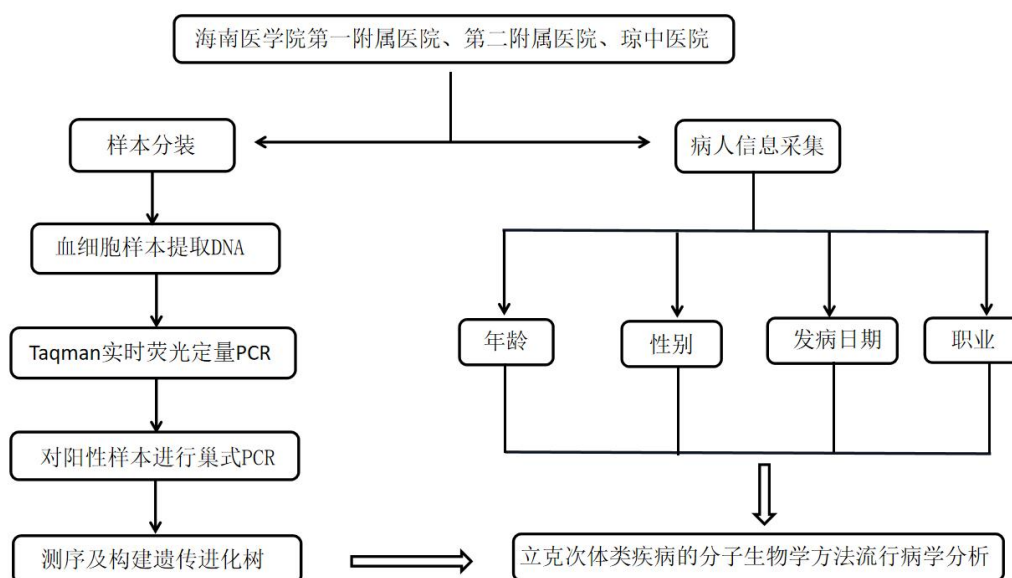 海南医学院第一附属医院、第二附属医院、琼中医院
样本分装
病人信息采集
血细胞样本提取DNA
Taqman实时荧光定量PCR
年龄
性别
发病日期
职业
对阳性样本进行巢式PCR
测序及构建遗传进化树
立克次体类疾病的分子生物学方法流行病学分析